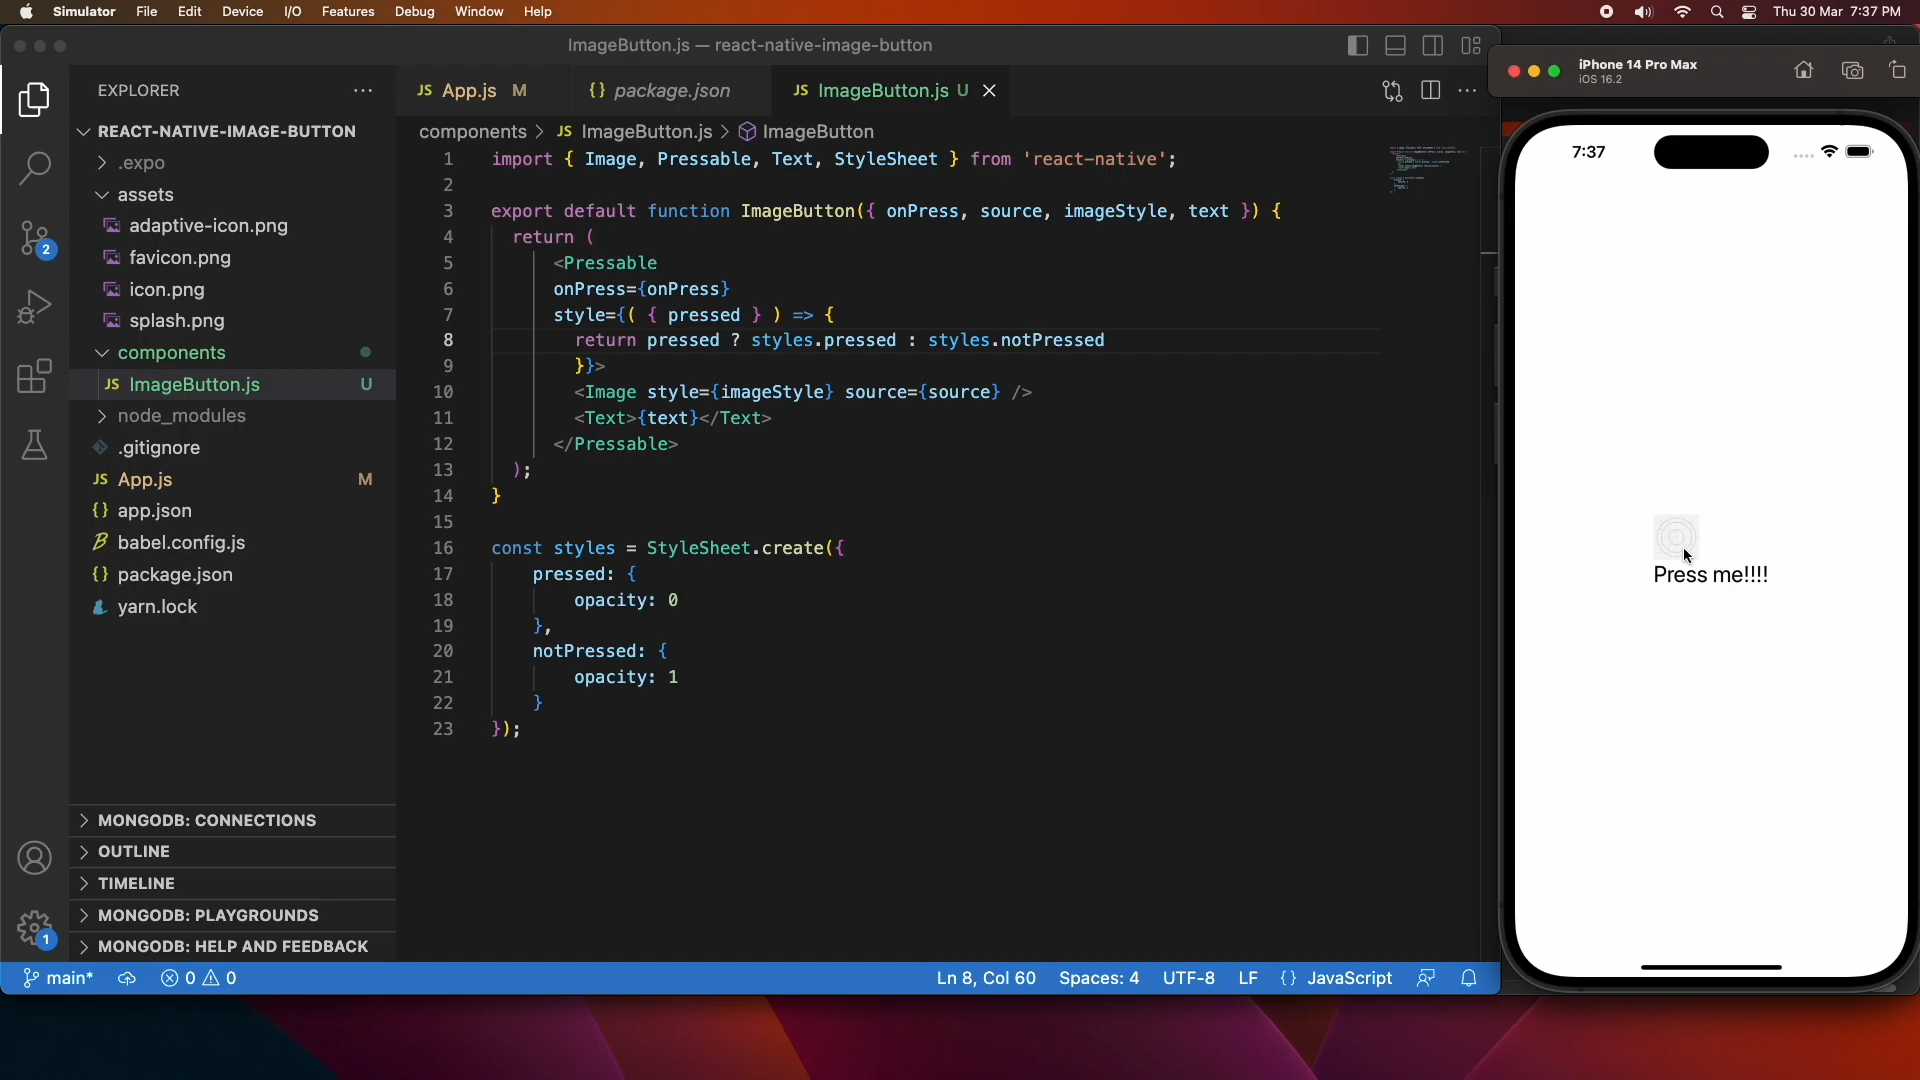 Simulator File Edit Device I/O Features Debug Window Help Thu 30 Mar 7:37 PM
ImageButton.js — react-native-image-button
iPhone 14 Pro Max
iOS 16.2
EXPLORER
JS App.js M {} package.json JS ImageButton.js U
REACT-NATIVE-IMAGE-BUTTON
components > JS ImageButton.js > ImageButton
.expo
assets
adaptive-icon.png
favicon.png
icon.png
splash.png
components
JS ImageButton.js U
node_modules
.gitignore
JS App.js M
{} app.json
babel.config.js
{} package.json
yarn.lock
2
MONGODB: CONNECTIONS
OUTLINE
TIMELINE
MONGODB: PLAYGROUNDS
MONGODB: HELP AND FEEDBACK
1
1 import { Image, Pressable, Text, StyleSheet } from 'react-native';
2
3 export default function ImageButton({ onPress, source, imageStyle, text }) {
4 return (
5 <Pressable
6 onPress={onPress}
7 style={( { pressed } ) => {
8 return pressed ? styles.pressed : styles.notPressed
9 }}>
10 <Image style={imageStyle} source={source} />
11 <Text>{text}</Text>
12 </Pressable>
13 );
14 }
15
16 const styles = StyleSheet.create({
17 pressed: {
18 opacity: 0
19 },
20 notPressed: {
21 opacity: 1
22 }
23 });
7:37
Press me!!!!
main* 0 0 Ln 8, Col 60 Spaces: 4 UTF-8 LF {} JavaScript